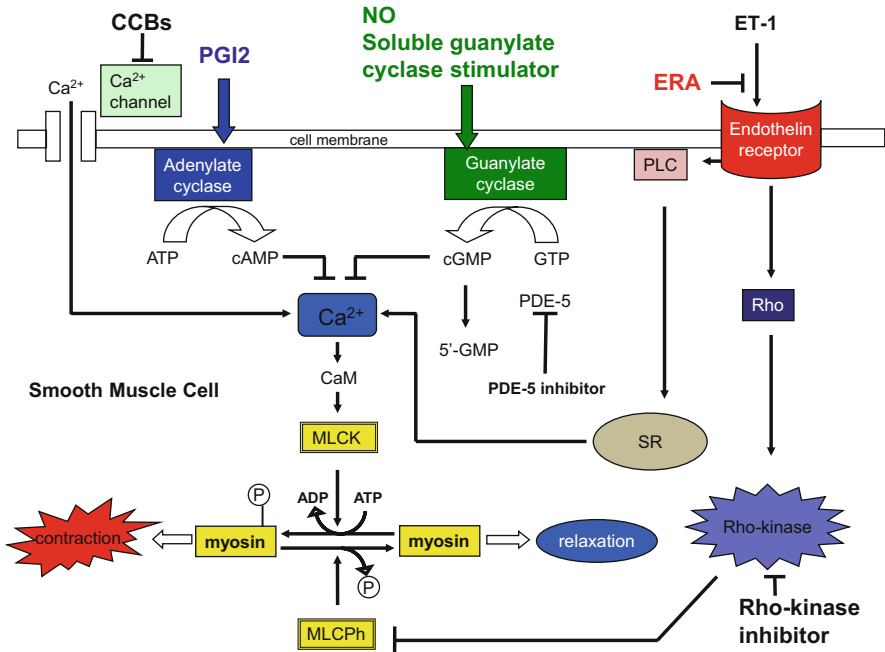 CCBs
Ca²⁺
Ca²⁺
channel
PGI2
NO
Soluble guanylate
cyclase stimulator
ET-1
ERA
cell membrane
Endothelin
receptor
Adenylate
cyclase
Guanylate
cyclase
PLC
ATP
cAMP
cGMP
GTP
Ca²⁺
PDE-5
Rho
5'-GMP
CaM
PDE-5 inhibitor
Smooth Muscle Cell
MLCK
SR
P
ADP
ATP
contraction
myosin
myosin
relaxation
Rho-kinase
P
Rho-kinase
inhibitor
MLCPh